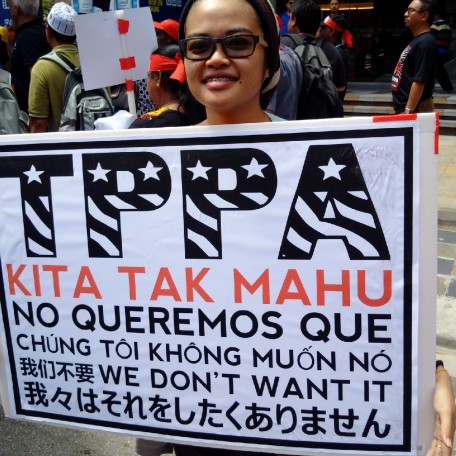 TPPA
KITA TAK MAHU
NO QUEREMOS QUE
CHÚNG TÔI KHÔNG MUỐN NÓ
我们不要 WE DON'T WANT IT
我々はそれをしたくありません